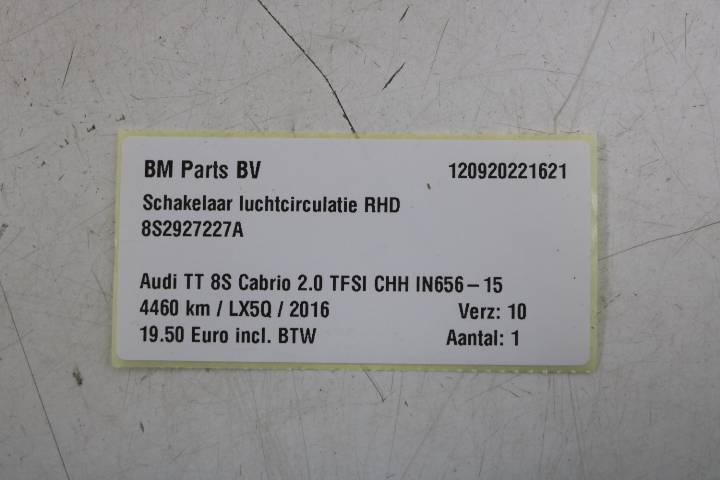 BM Parts BV 120920221621
Schakelaar luchtcirculatie RHD
8S2927227A
Audi TT 8S Cabrio 2.0 TFSI CHH IN656-15
4460 km / LX5Q / 2016 Verz: 10
19.50 Euro incl. BTW Aantal: 1